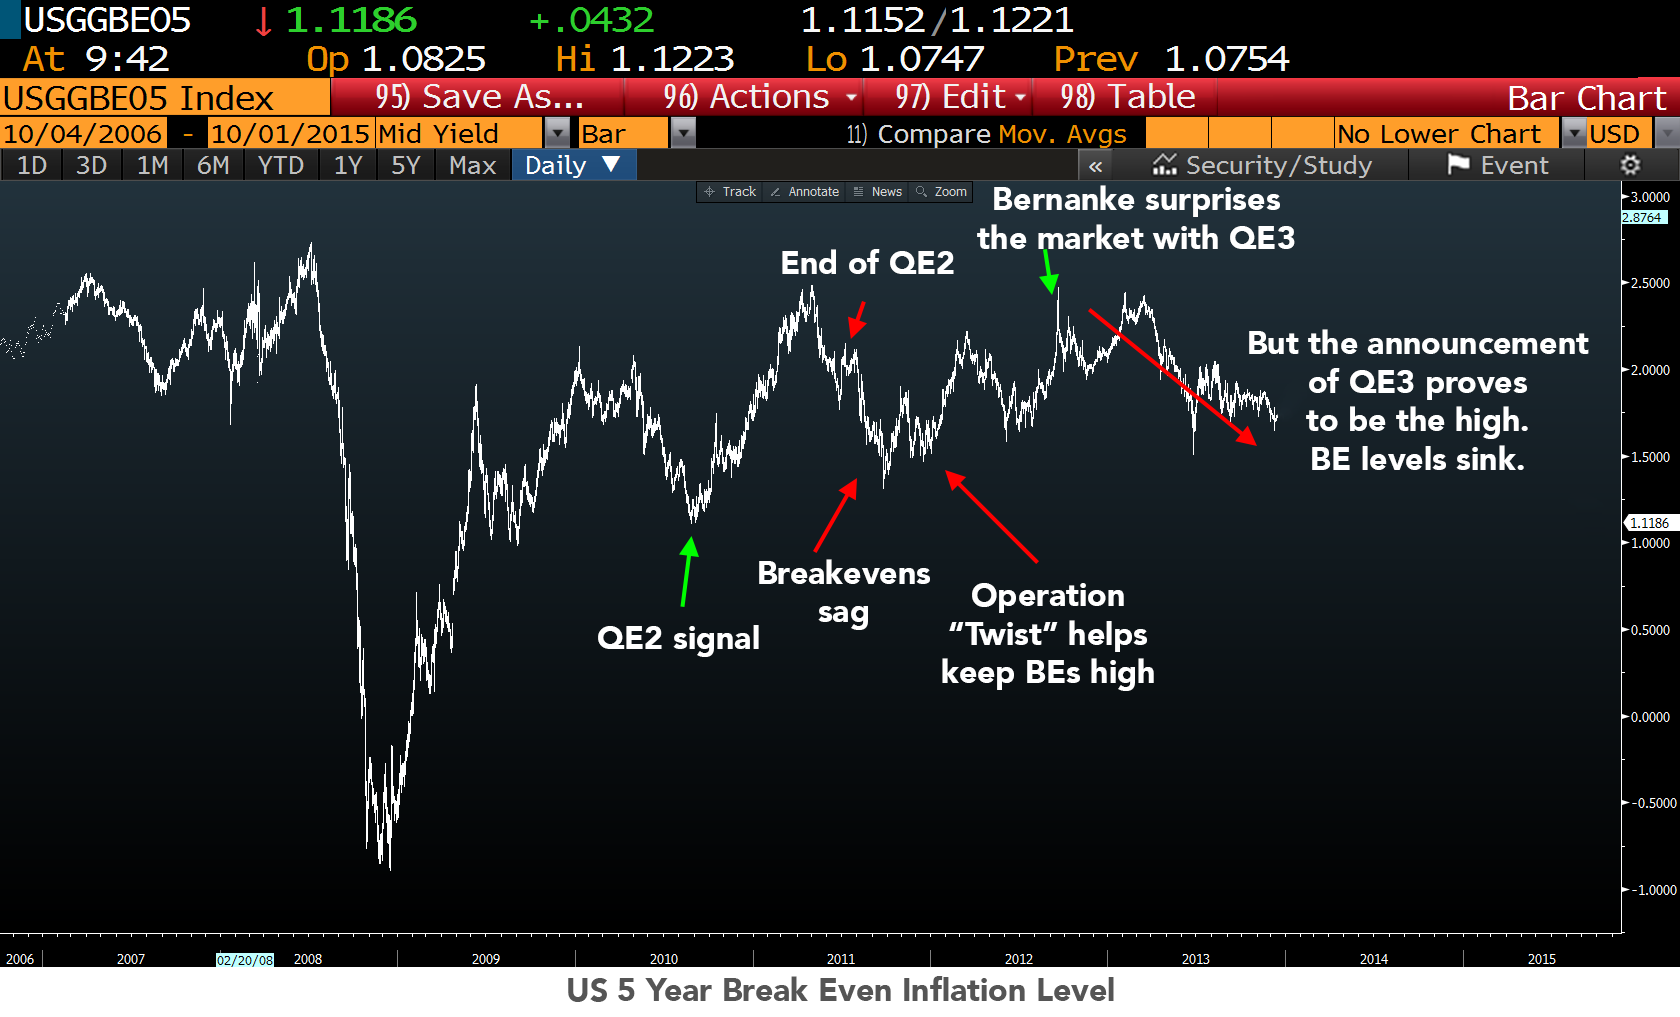 USGGBE05 ↓ 1.1186 +.0432 1.1152/1.1221
At 9:42 Op 1.0825 Hi 1.1223 Lo 1.0747 Prev 1.0754
USGGBE05 Index 95) Save As... 96) Actions 97) Edit 98) Table Bar Chart
10/04/2006 - 10/01/2015 Mid Yield Bar 11) Compare Mov. Avgs No Lower Chart USD
1D 3D 1M 6M YTD 1Y 5Y Max Daily ▼ « Security/Study Event
Track Annotate News Zoom
Bernanke surprises
the market with QE3
End of QE2
But the announcement
of QE3 proves
to be the high.
BE levels sink.
Breakevens
sag
QE2 signal
Operation
“Twist” helps
keep BEs high
3.0000
2.8764
2.5000
2.0000
1.5000
1.1186
1.0000
0.5000
0.0000
-0.5000
-1.0000
2006 2007 02/20/08 2008 2009 2010 2011 2012 2013 2014 2015
US 5 Year Break Even Inflation Level